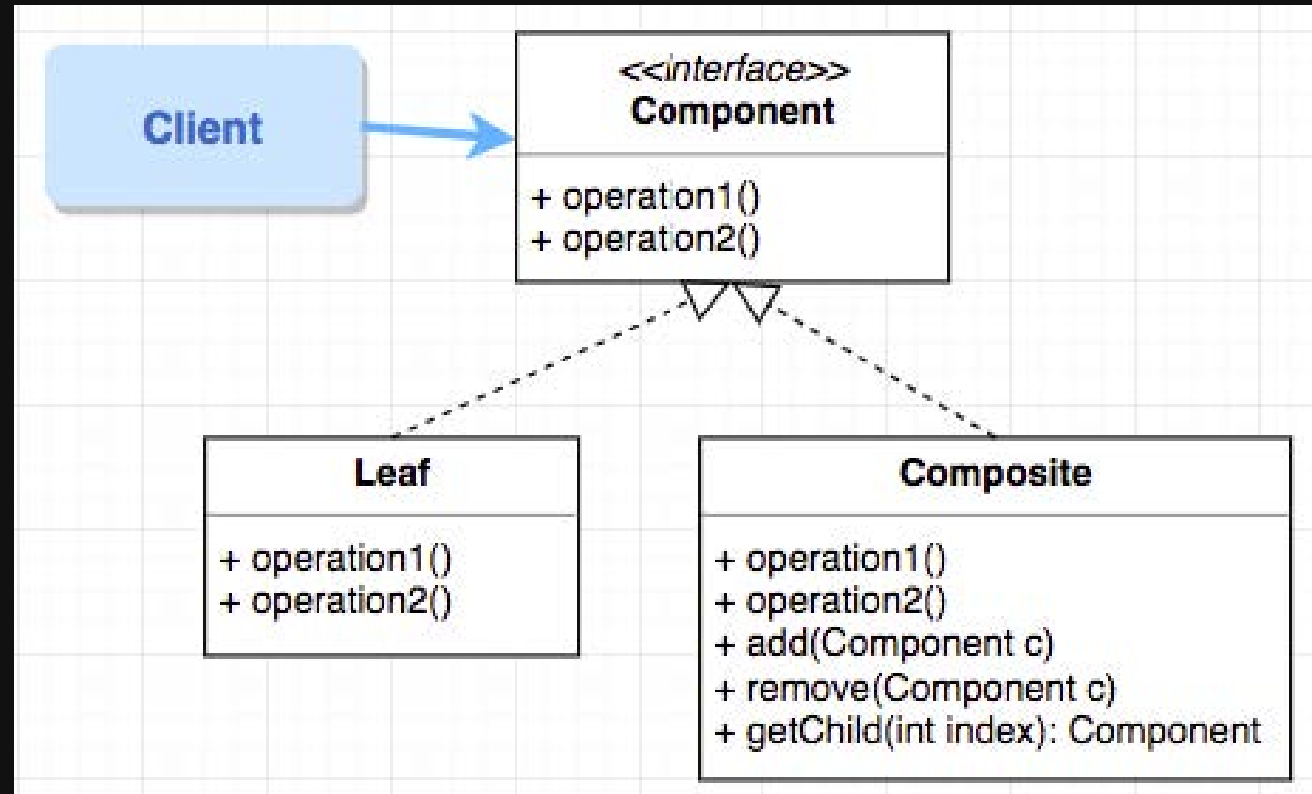 Client
<<interface>>
Component
+ operation1()
+ operation2()
Leaf
+ operation1()
+ operation2()
Composite
+ operation1()
+ operation2()
+ add(Component c)
+ remove(Component c)
+ getChild(int index): Component